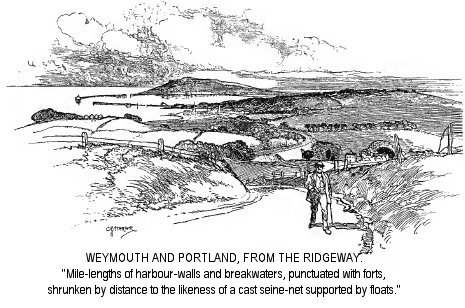 WEYMOUTH AND PORTLAND, FROM THE RIDGEWAY.
"Mile-lengths of harbour-walls and breakwaters, punctuated with forts,
shrunken by distance to the likeness of a cast seine-net supported by floats."